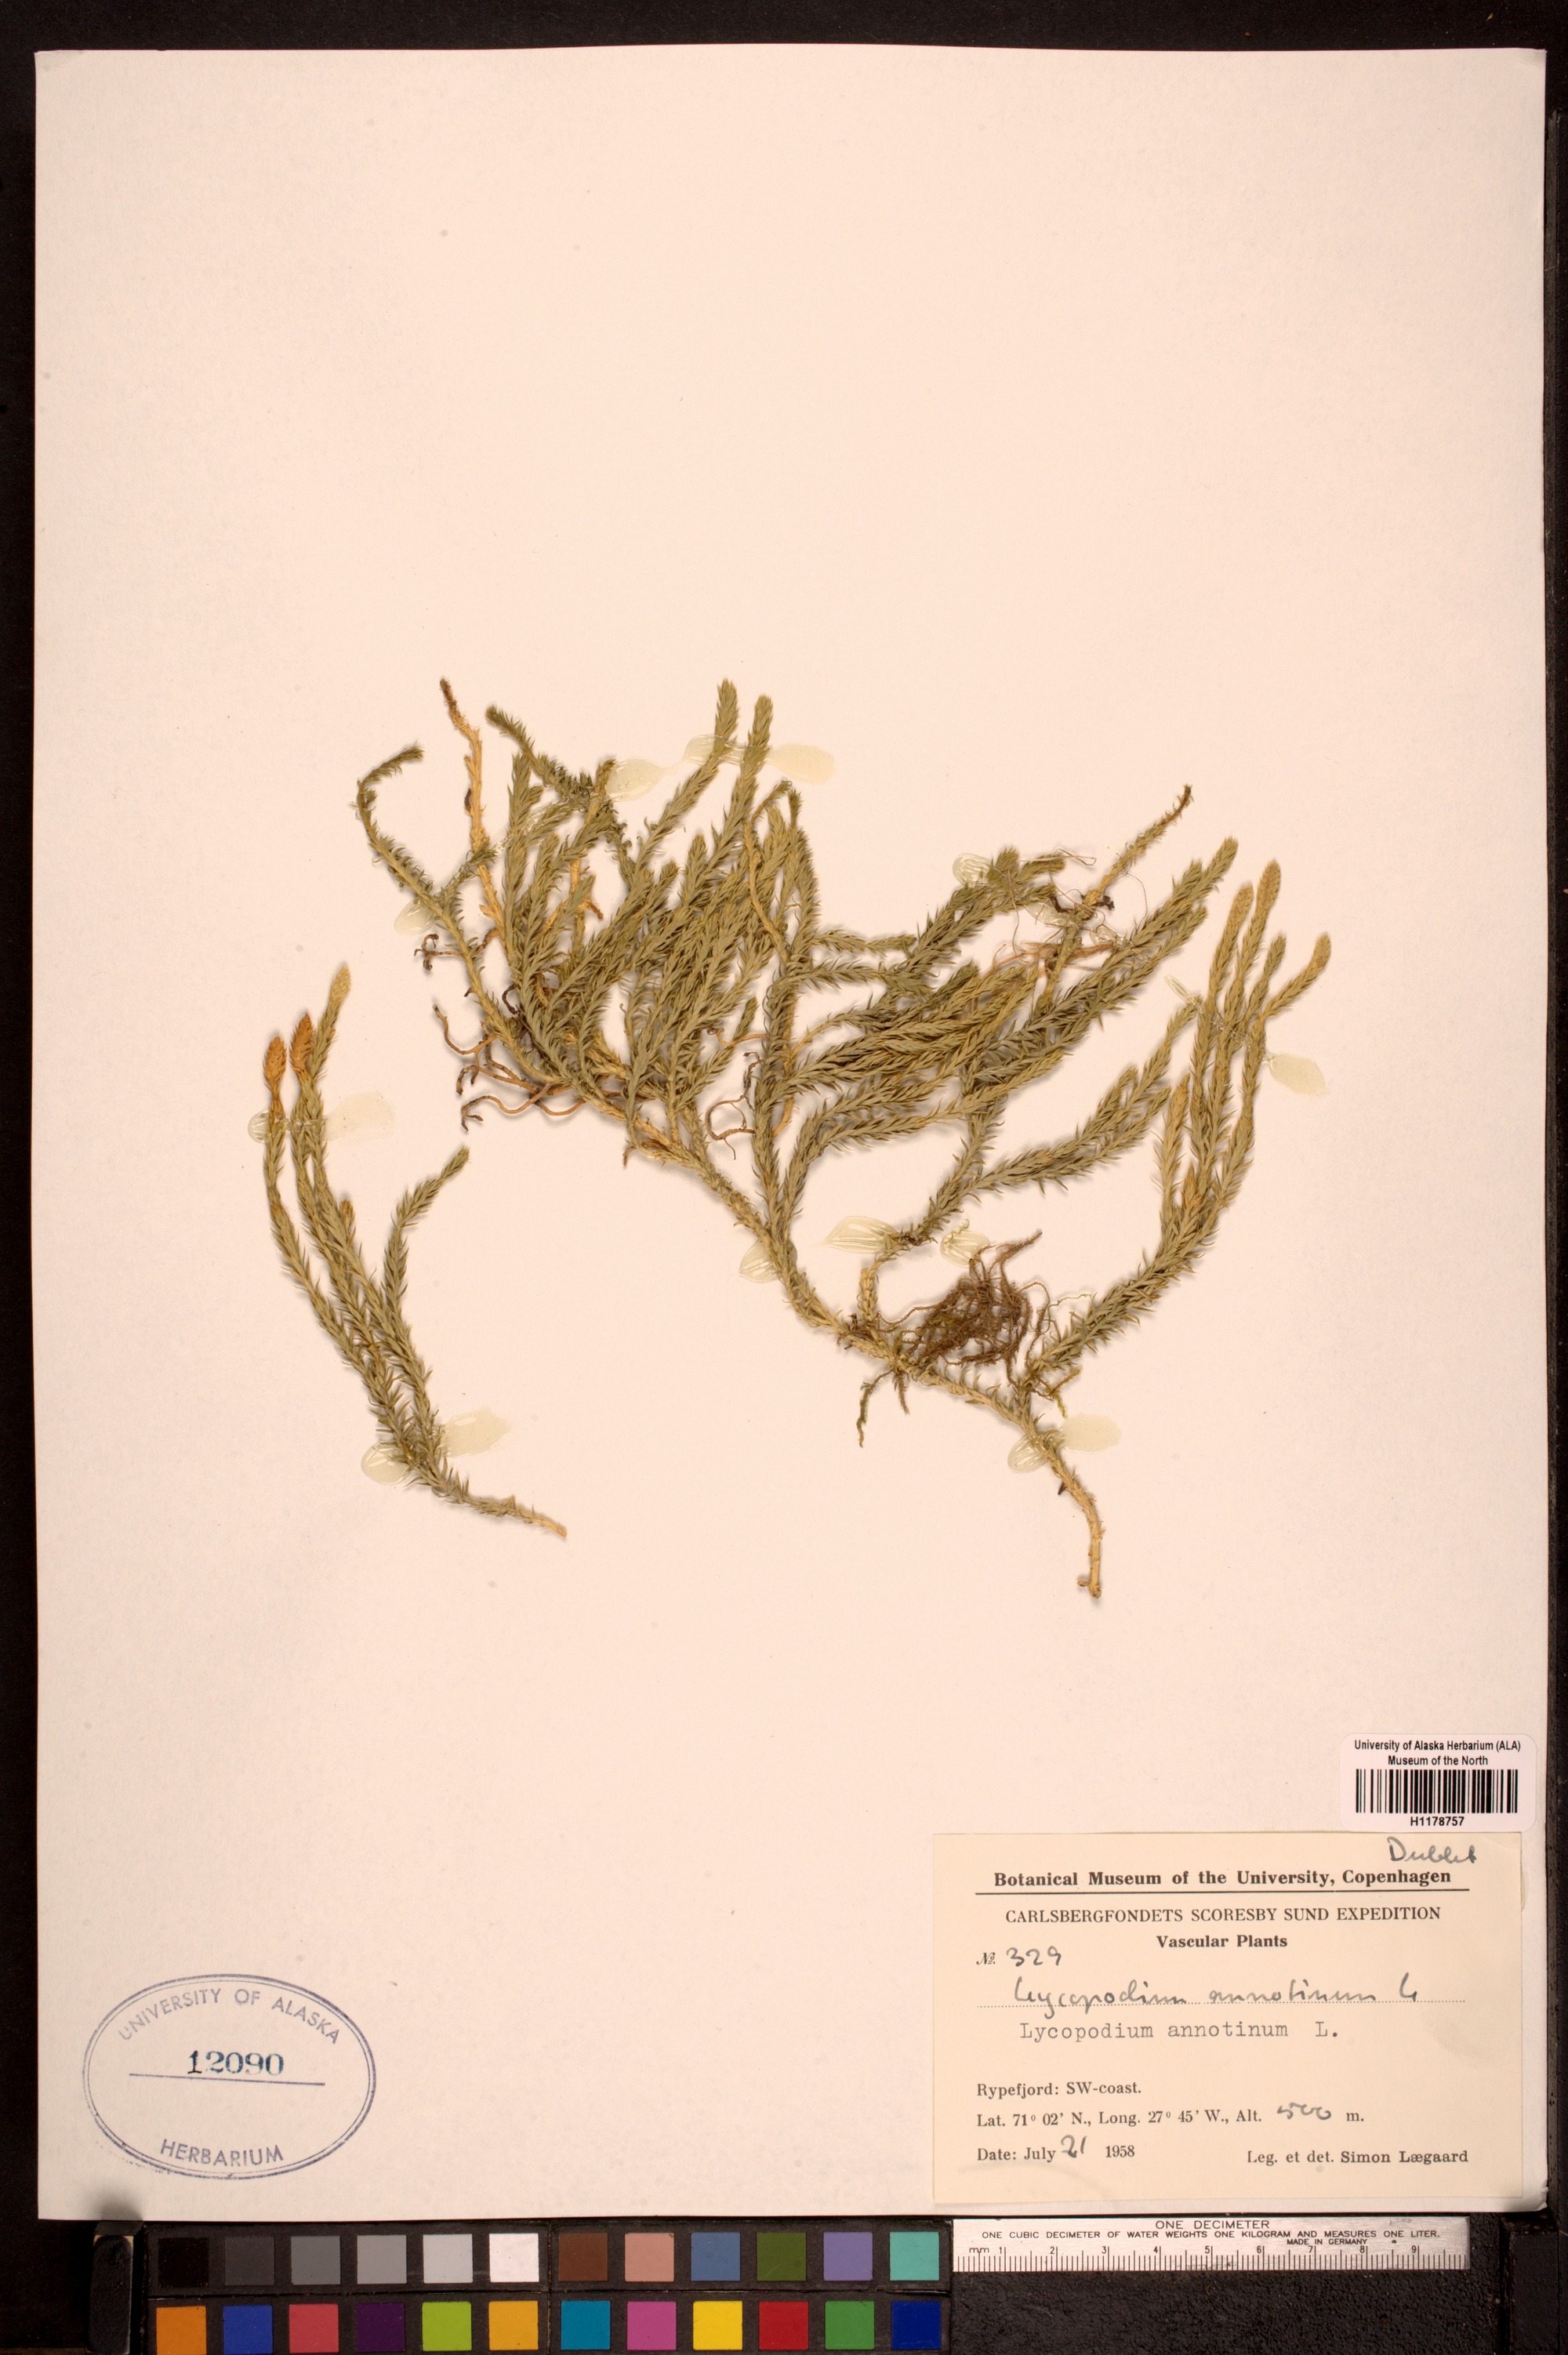 University of Alaska Herbarium (ALA)
Museum of the North
H1178757
Dublet
Botanical Museum of the University, Copenhagen
CARLSBERGFONDETS SCORESBY SUND EXPEDITION
Vascular Plants
№ 329
Lycopodium annotinum L
Lycopodium annotinum L.
Rypefjord: SW-coast.
Lat. 71° 02' N., Long. 27° 45' W., Alt. 500 m.
Date: July 21 1958 Leg. et det. Simon Lægaard
UNIVERSITY OF ALASKA
12090
HERBARIUM
ONE DECIMETER
ONE CUBIC DECIMETER OF WATER WEIGHTS ONE KILOGRAM AND MEASURES ONE LITER.
MADE IN GERMANY
mm 1 2 3 4 5 6 7 8 9